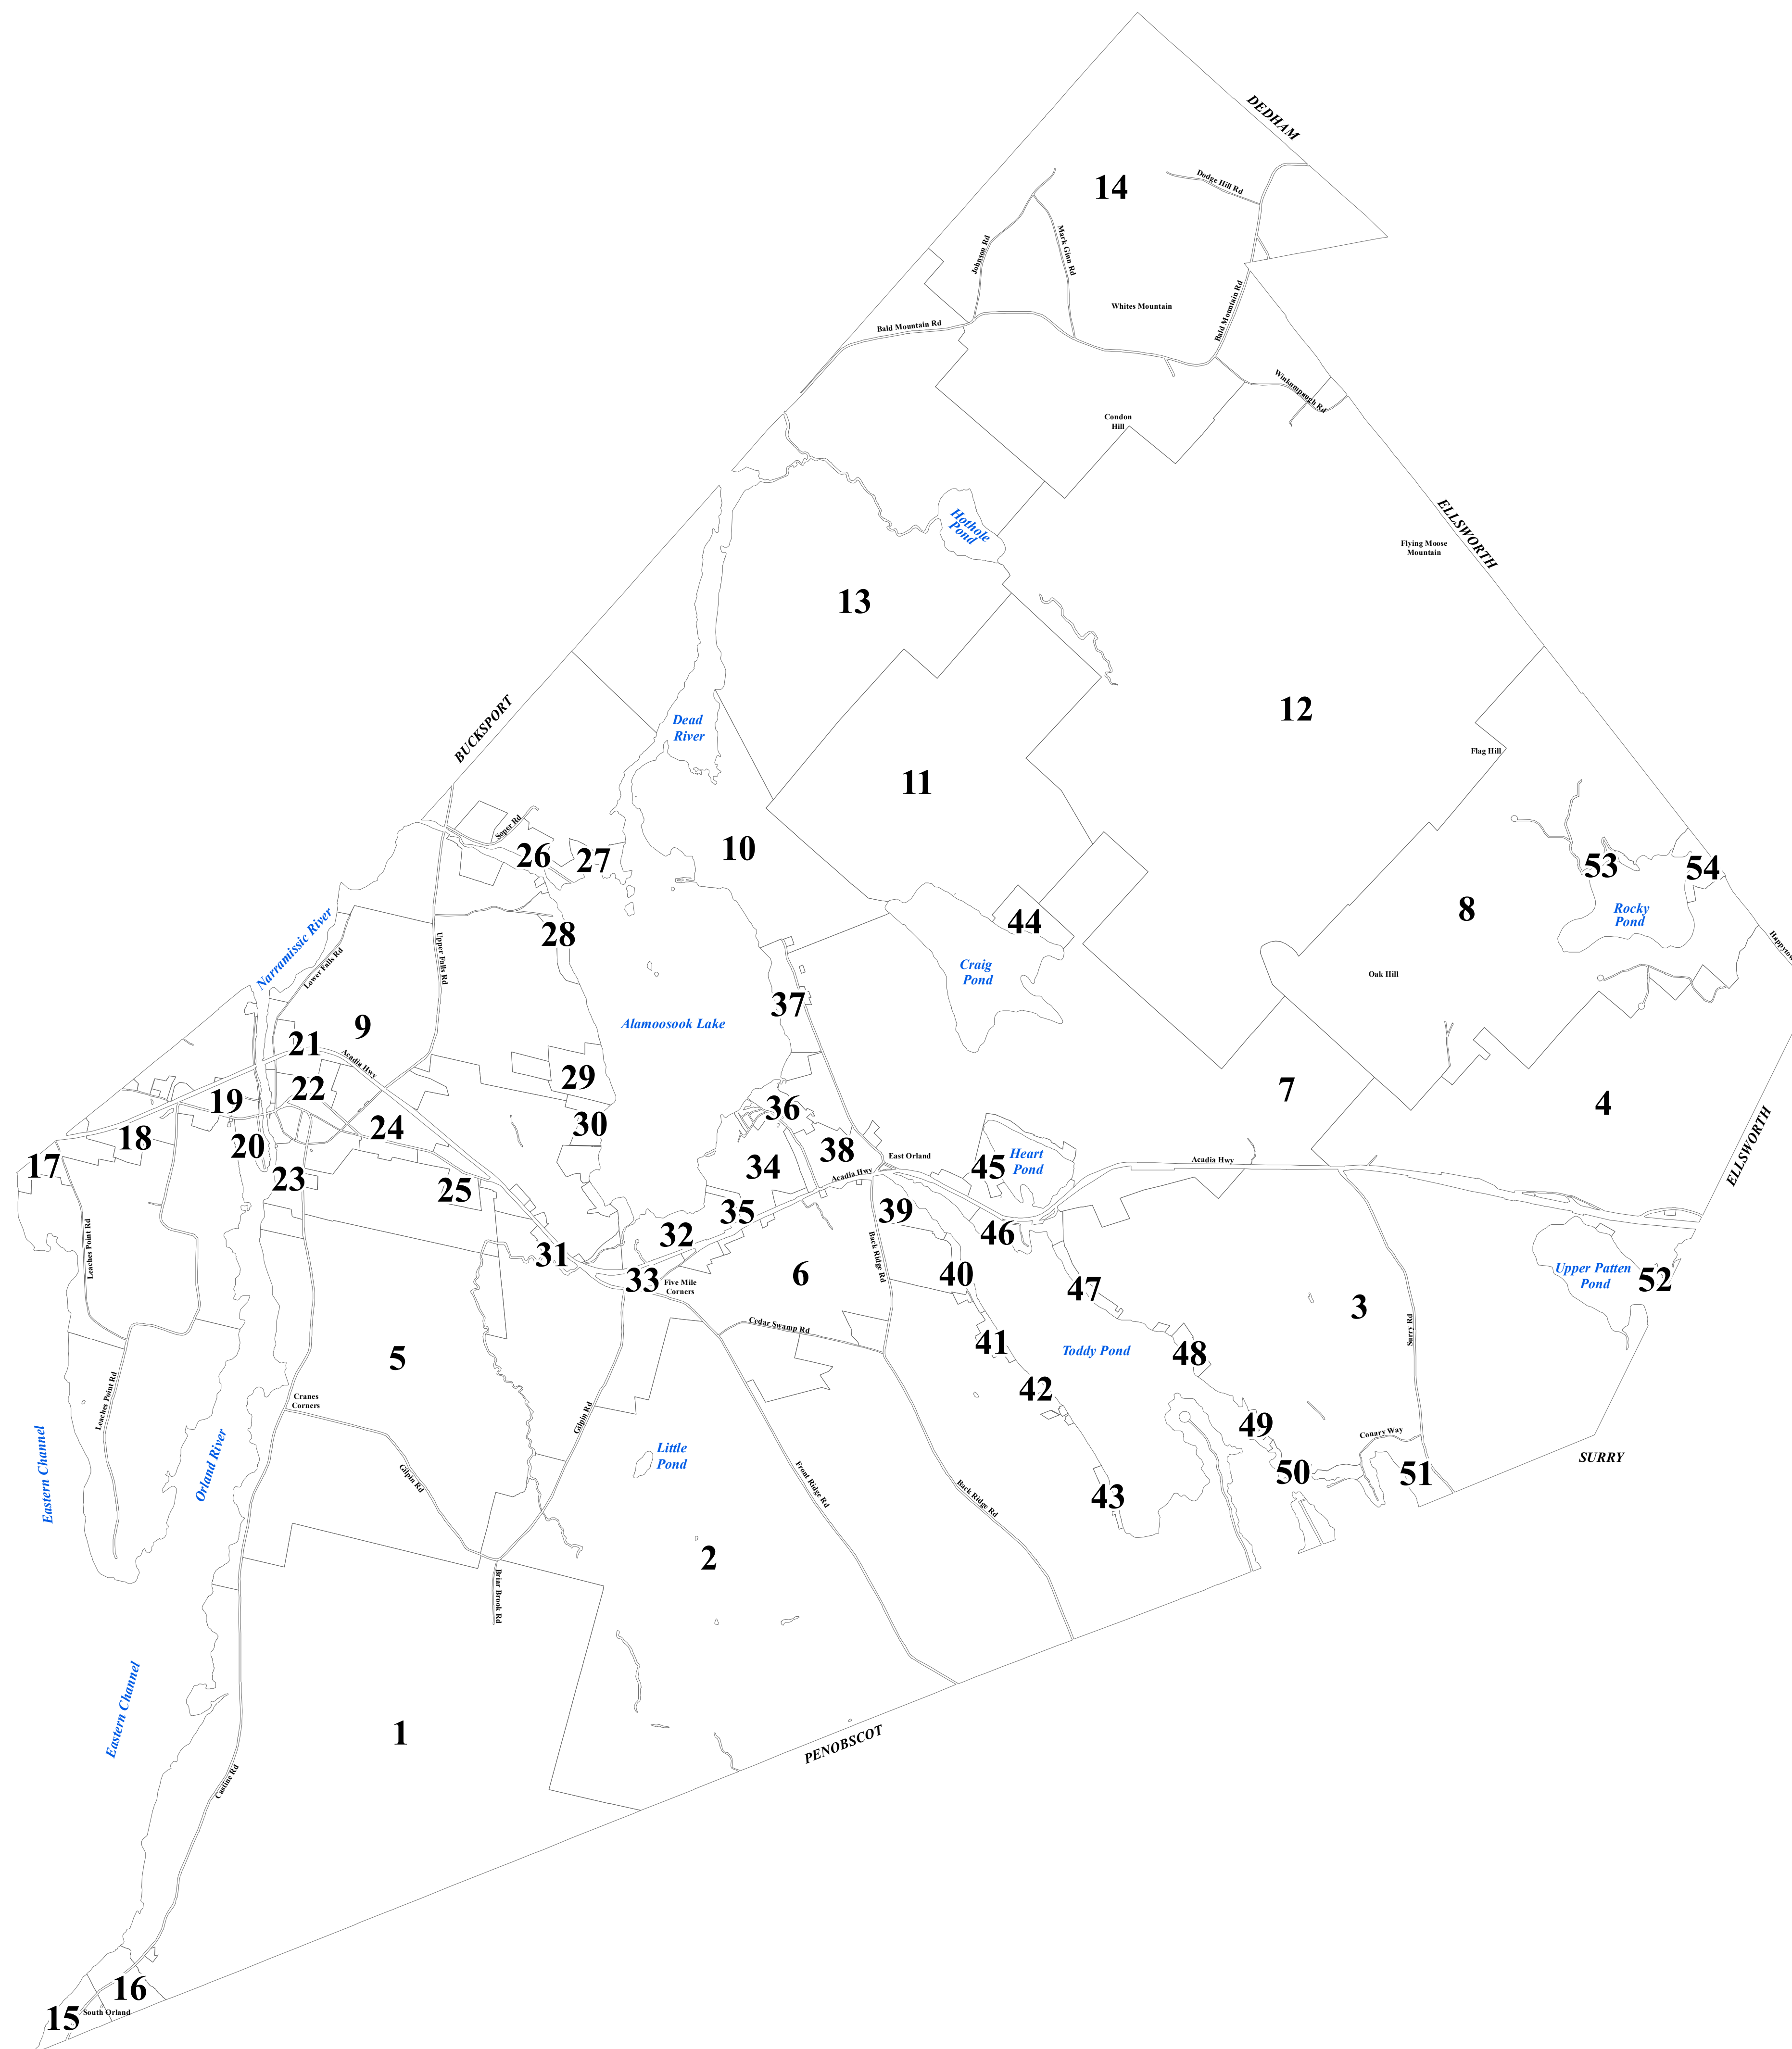 DEDHAM
14
Dodge Hill Rd
Johnson Rd
Mark Ginn Rd
Whites Mountain
Bald Mountain Rd
Bald Mountain Rd
Winkumpaugh Rd
Condon
Hill
ELLSWORTH
Hothole
Pond
Flying Moose
Mountain
13
BUCKSPORT
Dead
River
12
Flag Hill
11
Soper Rd
26
27
10
53
54
Narramissic River
Lower Falls Rd
Upper Falls Rd
28
44
8
Rocky
Pond
Craig
Pond
Oak Hill
37
Alamoosook Lake
9
21
Acadia Hwy
29
22
19
36
7
4
30
24
18
20
38
34
East Orland
Heart
Pond
Acadia Hwy
ELLSWORTH
17
23
25
45
Acadia Hwy
35
39
32
46
Leaches Point Rd
31
33
Five Mile
Corners
Back Ridge Rd
6
40
47
Upper Patten
Pond
52
3
Cedar Swamp Rd
Surry Rd
41
Toddy Pond
48
5
Leaches Point Rd
42
Cranes
Corners
Gilpin Rd
49
Conary Way
Eastern Channel
Orland River
Little
Pond
SURRY
Gilpin Rd
50
51
Front Ridge Rd
43
Back Ridge Rd
2
Briar Brook Rd
Eastern Channel
1
PENOBSCOT
Castine Rd
16
15
South Orland